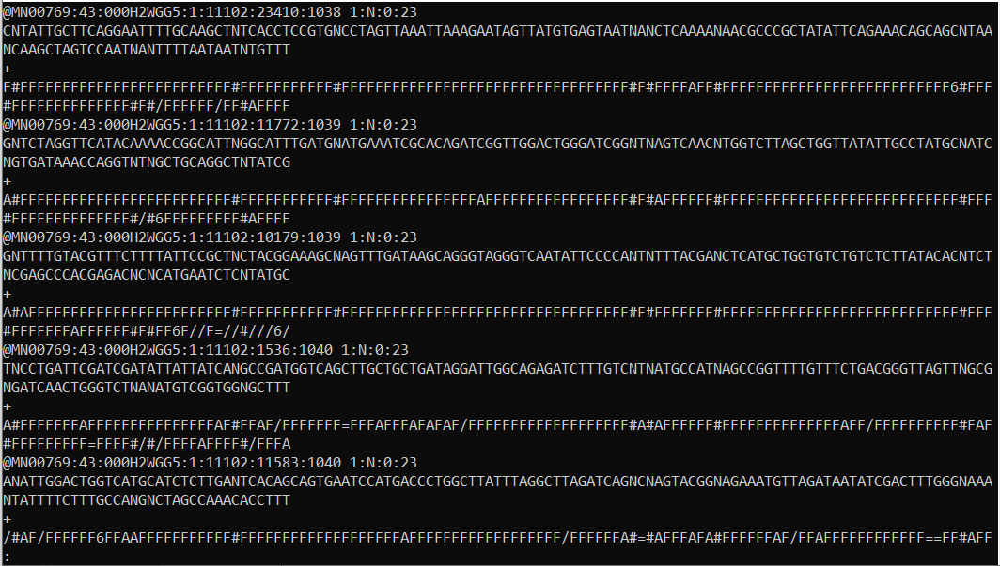 @MN00769:43:000H2WGG5:1:11102:23410:1038 1:N:0:23
CNTATTGCTTCAGGAATTTTGCAAGCTNTCACCTCCGTGNCCTAGTTAAATTAAAGAATAGTTATGTGAGTAATNANCTCAAAANAACGCCCGCTATATTCAGAAACAGCAGCNTAA
NCAAGCTAGTCCAATNANTTTTAATAATNTGTTT
+
F#FFFFFFFFFFFFFFFFFFFFFFFFF#FFFFFFFFFFF#FFFFFFFFFFFFFFFFFFFFFFFFFFFFFFFFFF#F#FFFFAFF#FFFFFFFFFFFFFFFFFFFFFFFFFFF6#FFF
#FFFFFFFFFFFFFF#F#/FFFFFF/FF#AFFFF
@MN00769:43:000H2WGG5:1:11102:11772:1039 1:N:0:23
GNTCTAGGTTCATACAAAACCGGCATTNGGCATTTGATGNATGAAATCGCACAGATCGGTTGGACTGGGATCGGNTNAGTCAACNTGGTCTTAGCTGGTTATATTGCCTATGCNATC
NGTGATAAACCAGGTNTNGCTGCAGGCTNTATCG
+
A#FFFFFFFFFFFFFFFFFFFFFFFFF#FFFFFFFFFFF#FFFFFFFFFFFFFFFFAFFFFFFFFFFFFFFFFF#F#AFFFFFF#FFFFFFFFFFFFFFFFFFFFFFFFFFFF#FFF
#FFFFFFFFFFFFFF#/#6FFFFFFFFF#AFFFF
@MN00769:43:000H2WGG5:1:11102:10179:1039 1:N:0:23
GNTTTTGTACGTTTCTTTTATTCCGCTNCTACGGAAAGCNAGTTTGATAAGCAGGGTAGGGTCAATATTCCCCANTNTTTACGANCTCATGCTGGTGTCTGTCTCTTATACACNTCT
NCGAGCCCACGAGACNCNCATGAATCTCNTATGC
+
A#AFFFFFFFFFFFFFFFFFFFFFFFF#FFFFFFFFFFF#FFFFFFFFFFFFFFFFFFFFFFFFFFFFFFFFFF#F#FFFFFFF#FFFFFFFFFFFFFFFFFFFFFFFFFFFF#FFF
#FFFFFFFAFFFFFF#F#FF6F//F=//#///6/
@MN00769:43:000H2WGG5:1:11102:1536:1040 1:N:0:23
TNCCTGATTCGATCGATATTATTATCANGCCGATGGTCAGCTTGCTGCTGATAGGATTGGCAGAGATCTTTGTCNTNATGCCATNAGCCGGTTTTGTTTCTGACGGGTTAGTTNGCG
NGATCAACTGGGTCTNANATGTCGGTGGNGCTTT
+
A#FFFFFFFAFFFFFFFFFFFFFFFAF#FFAF/FFFFFFF=FFFAFFFAFAFAF/FFFFFFFFFFFFFFFFFFF#A#AFFFFFF#FFFFFFFFFFFFFFAFF/FFFFFFFFFF#FAF
#FFFFFFFFF=FFFF#/#/FFFFAFFFF#/FFFA
@MN00769:43:000H2WGG5:1:11102:11583:1040 1:N:0:23
ANATTGGACTGGTCATGCATCTCTTGANTCACAGCAGTGAATCCATGACCCTGGCTTATTTAGGCTTAGATCAGNCNAGTACGGNAGAAATGTTAGATAATATCGACTTTGGGNAAA
NTATTTTCTTTGCCANGNCTAGCCAAACACCTTT
+
/#AF/FFFFFF6FFAAFFFFFFFFFFF#FFFFFFFFFFFFFFFFFFFAFFFFFFFFFFFFFFFFFF/FFFFFFA#=#AFFFAFA#FFFFFFAF/FFAFFFFFFFFFFFF==FF#AFF
: